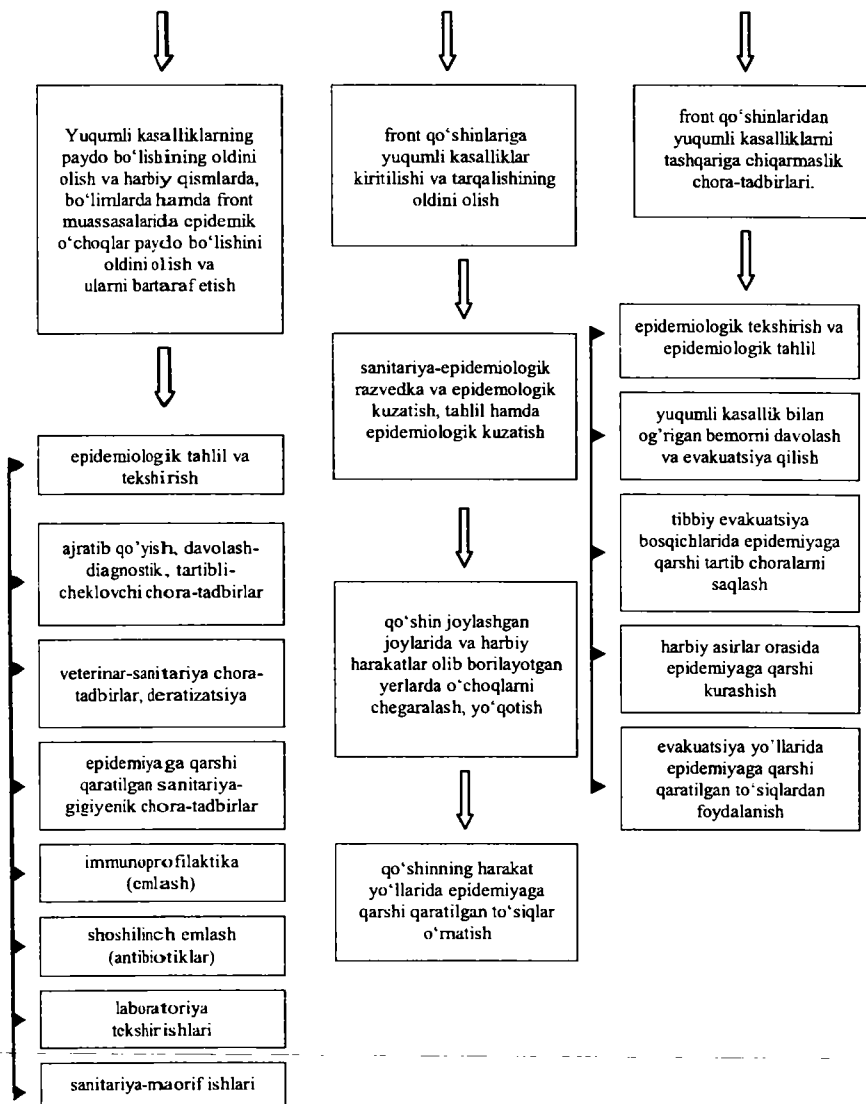 Yuqumli kasalliklarning
paydo bo‘lishining oldini
olish va harbiy qismlarda,
bo‘limlarda hamda front
muassasalarida epidemik
o‘choqlar paydo bo‘lishini
oldini olish va
ularni bartaraf etish
epidemiologik tahlil va
tekshirish
ajratib qo’yish, davolash-
diagnostik, tartibli-
cheklovchi chora-tadbirlar
veterinar-sanitariya chora-
tadbirlar, deratizatsiya
epidemiyaga qarshi
qaratilgan sanitariya-
gigiyenik chora-tadbirlar
immunoprofilaktika
(emlash)
shoshilinch emlash
(antibiotiklar)
laboratoriya
tekshirishlari
sanitariya-maorif ishlari
front qo‘shinlariga
yuqumli kasalliklar
kiritilishi va tarqalishining
oldini olish
sanitariya-epidemiologik
razvedka va epidemologik
kuzatish, tahlil hamda
epidemiologik kuzatish
qo‘shin joylashgan
joylarida va harbiy
harakatlar olib borilayotgan
yerlarda o‘choqlarni
chegaralash, yo‘qotish
qo‘shinning harakat
yo‘llarida epidemiyaga
qarshi qaratilgan to‘siqlar
o‘rnatish
front qo‘shinlaridan
yuqumli kasalliklarni
tashqariga chiqarmaslik
chora-tadbirlari.
epidemiologik tekshirish va
epidemiologik tahlil
yuqumli kasallik bilan
og’rigan bemorni davolash
va evakuatsiya qilish
tibbiy evakuatsiya
bosqichlarida epidemiyaga
qarshi tartib choralarni
saqlash
harbiy asirlar orasida
epidemiyaga qarshi
kurashish
evakuatsiya yo‘llarida
epidemiyaga qarshi
qaratilgan to‘siqlardan
foydalanish